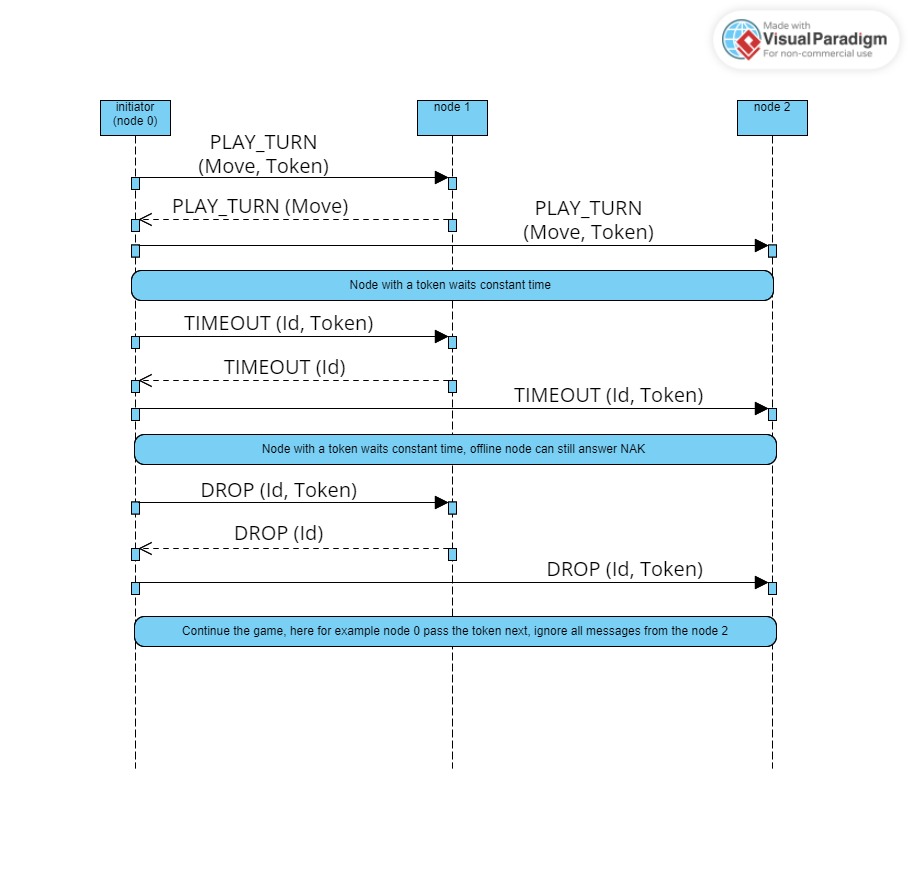 Made with
VisualParadigm
For non-commercial use
initiator
(node 0)
node 1
node 2
PLAY_TURN
(Move, Token)
PLAY_TURN (Move)
PLAY_TURN
(Move, Token)
Node with a token waits constant time
TIMEOUT (Id, Token)
TIMEOUT (Id)
TIMEOUT (Id, Token)
Node with a token waits constant time, offline node can still answer NAK
DROP (Id, Token)
DROP (Id)
DROP (Id, Token)
Continue the game, here for example node 0 pass the token next, ignore all messages from the node 2